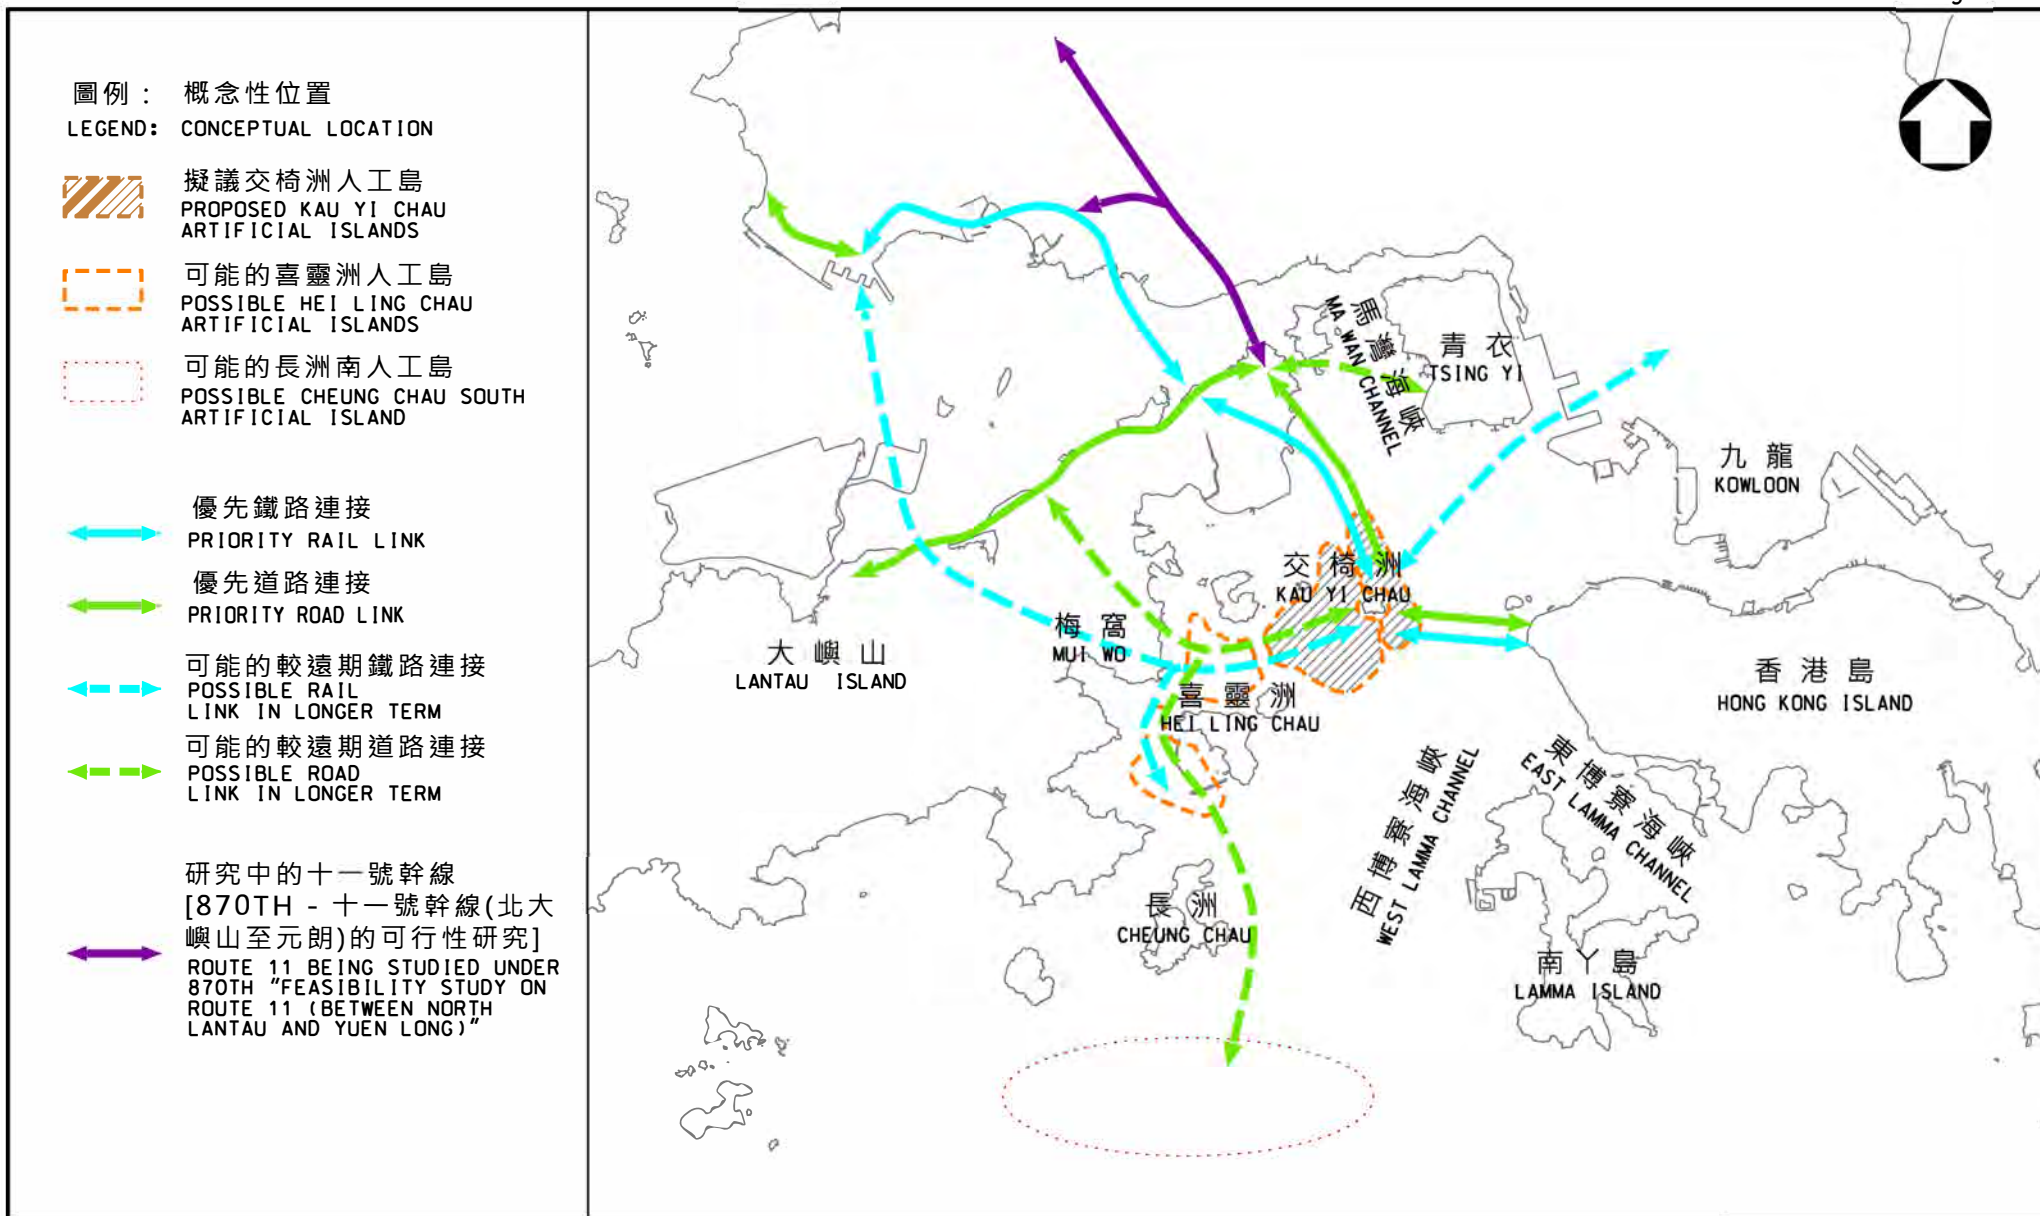 圖例： 概念性位置
LEGEND: CONCEPTUAL LOCATION
擬議交椅洲人工島
PROPOSED KAU YI CHAU
ARTIFICIAL ISLANDS
可能的喜靈洲人工島
POSSIBLE HEI LING CHAU
ARTIFICIAL ISLANDS
可能的長洲南人工島
POSSIBLE CHEUNG CHAU SOUTH
ARTIFICIAL ISLAND
優先鐵路連接
PRIORITY RAIL LINK
優先道路連接
PRIORITY ROAD LINK
可能的較遠期鐵路連接
POSSIBLE RAIL
LINK IN LONGER TERM
可能的較遠期道路連接
POSSIBLE ROAD
LINK IN LONGER TERM
研究中的十一號幹線
[870TH - 十一號幹線(北大
嶼山至元朗)的可行性研究]
ROUTE 11 BEING STUDIED UNDER
870TH "FEASIBILITY STUDY ON
ROUTE 11 (BETWEEN NORTH
LANTAU AND YUEN LONG)"
馬灣海峽
MA WAN CHANNEL
青衣
TSING YI
九龍
KOWLOON
交椅洲
KAU YI CHAU
梅窩
MUI WO
大嶼山
LANTAU ISLAND
喜靈洲
HEI LING CHAU
香港島
HONG KONG ISLAND
西博寮海峽
WEST LAMMA CHANNEL
東博寮海峽
EAST LAMMA CHANNEL
長洲
CHEUNG CHAU
南丫島
LAMMA ISLAND